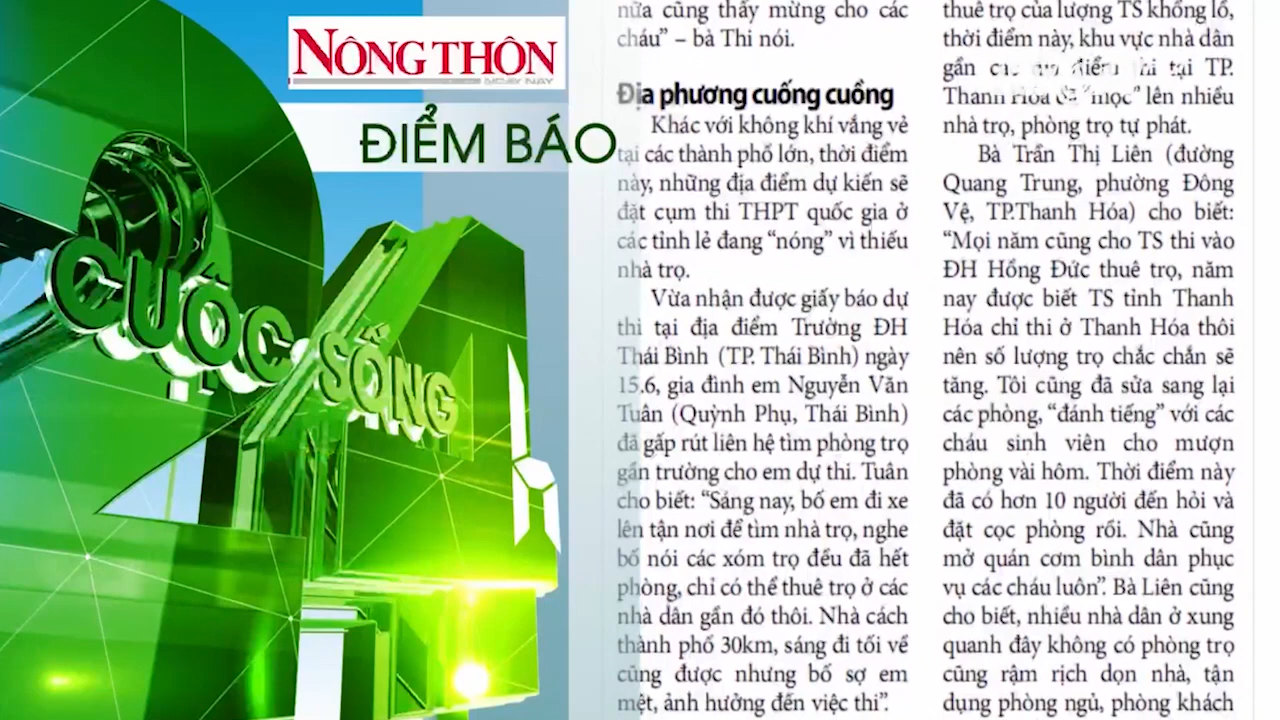 NÔNG THÔN
NGÀY NAY
ĐIỂM BÁO
CUỘC SỐNG
24h
nữa cũng thấy mừng cho các
cháu” – bà Thi nói.
Địa phương cuống cuồng
Khác với không khí vắng vẻ
tại các thành phố lớn, thời điểm
này, những địa điểm dự kiến sẽ
đặt cụm thi THPT quốc gia ở
các tỉnh lẻ đang “nóng” vì thiếu
nhà trọ.
Vừa nhận được giấy báo dự
thi tại địa điểm Trường ĐH
Thái Bình (TP. Thái Bình) ngày
15.6, gia đình em Nguyễn Văn
Tuân (Quỳnh Phụ, Thái Bình)
đã gấp rút liên hệ tìm phòng trọ
gần trường cho em dự thi. Tuân
cho biết: “Sáng nay, bố em đi xe
lên tận nơi để tìm nhà trọ, nghe
bố nói các xóm trọ đều đã hết
phòng, chỉ có thể thuê trọ ở các
nhà dân gần đó thôi. Nhà cách
thành phố 30km, sáng đi tối về
cũng được nhưng bố sợ em
mệt, ảnh hưởng đến việc thi”.
thuê trọ của lượng TS khổng lồ,
thời điểm này, khu vực nhà dân
gần các điểm thi tại TP.
Thanh Hóa đã “mọc” lên nhiều
nhà trọ, phòng trọ tự phát.
Bà Trần Thị Liên (đường
Quang Trung, phường Đông
Vệ, TP.Thanh Hóa) cho biết:
“Mọi năm cũng cho TS thi vào
ĐH Hồng Đức thuê trọ, năm
nay được biết TS tỉnh Thanh
Hóa chỉ thi ở Thanh Hóa thôi
nên số lượng trọ chắc chắn sẽ
tăng. Tôi cũng đã sửa sang lại
các phòng, “đánh tiếng” với các
cháu sinh viên cho mượn
phòng vài hôm. Thời điểm này
đã có hơn 10 người đến hỏi và
đặt cọc phòng rồi. Nhà cũng
mở quán cơm bình dân phục
vụ các cháu luôn”. Bà Liên cũng
cho biết, nhiều nhà dân ở xung
quanh đây không có phòng trọ
cũng rậm rịch dọn nhà, tận
dụng phòng ngủ, phòng khách